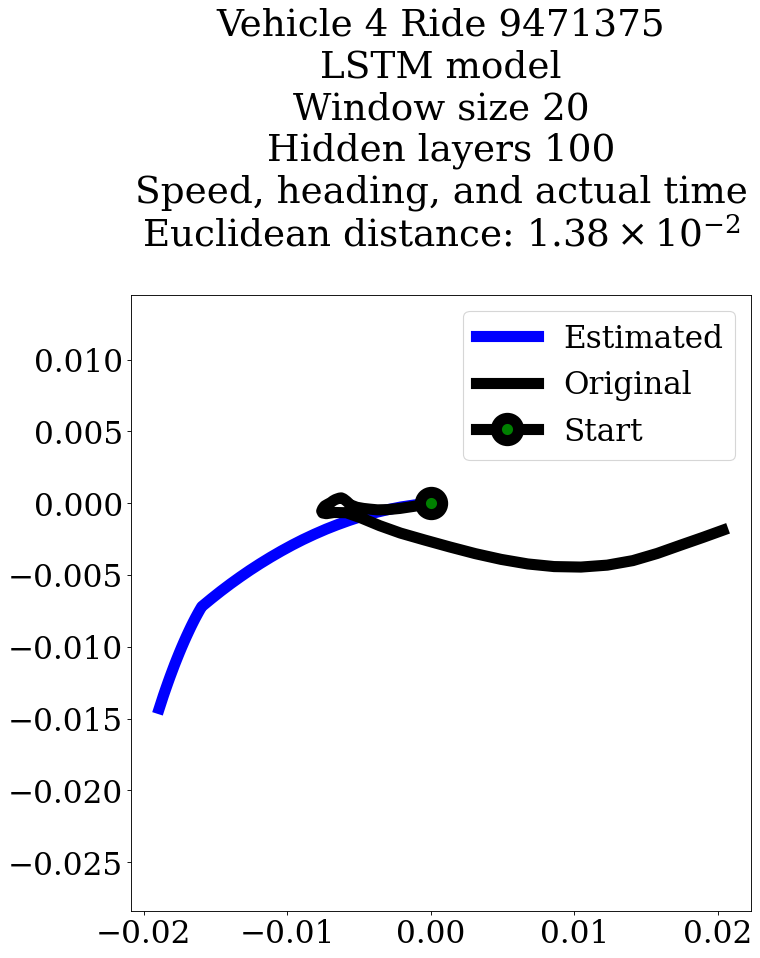 Vehicle 4 Ride 9471375
LSTM model
Window size 20
Hidden layers 100
Speed, heading, and actual time
Euclidean distance: 1.38 × 10⁻²
Estimated
Original
Start
0.010
0.005
0.000
−0.005
−0.010
−0.015
−0.020
−0.025
−0.02 −0.01 0.00 0.01 0.02